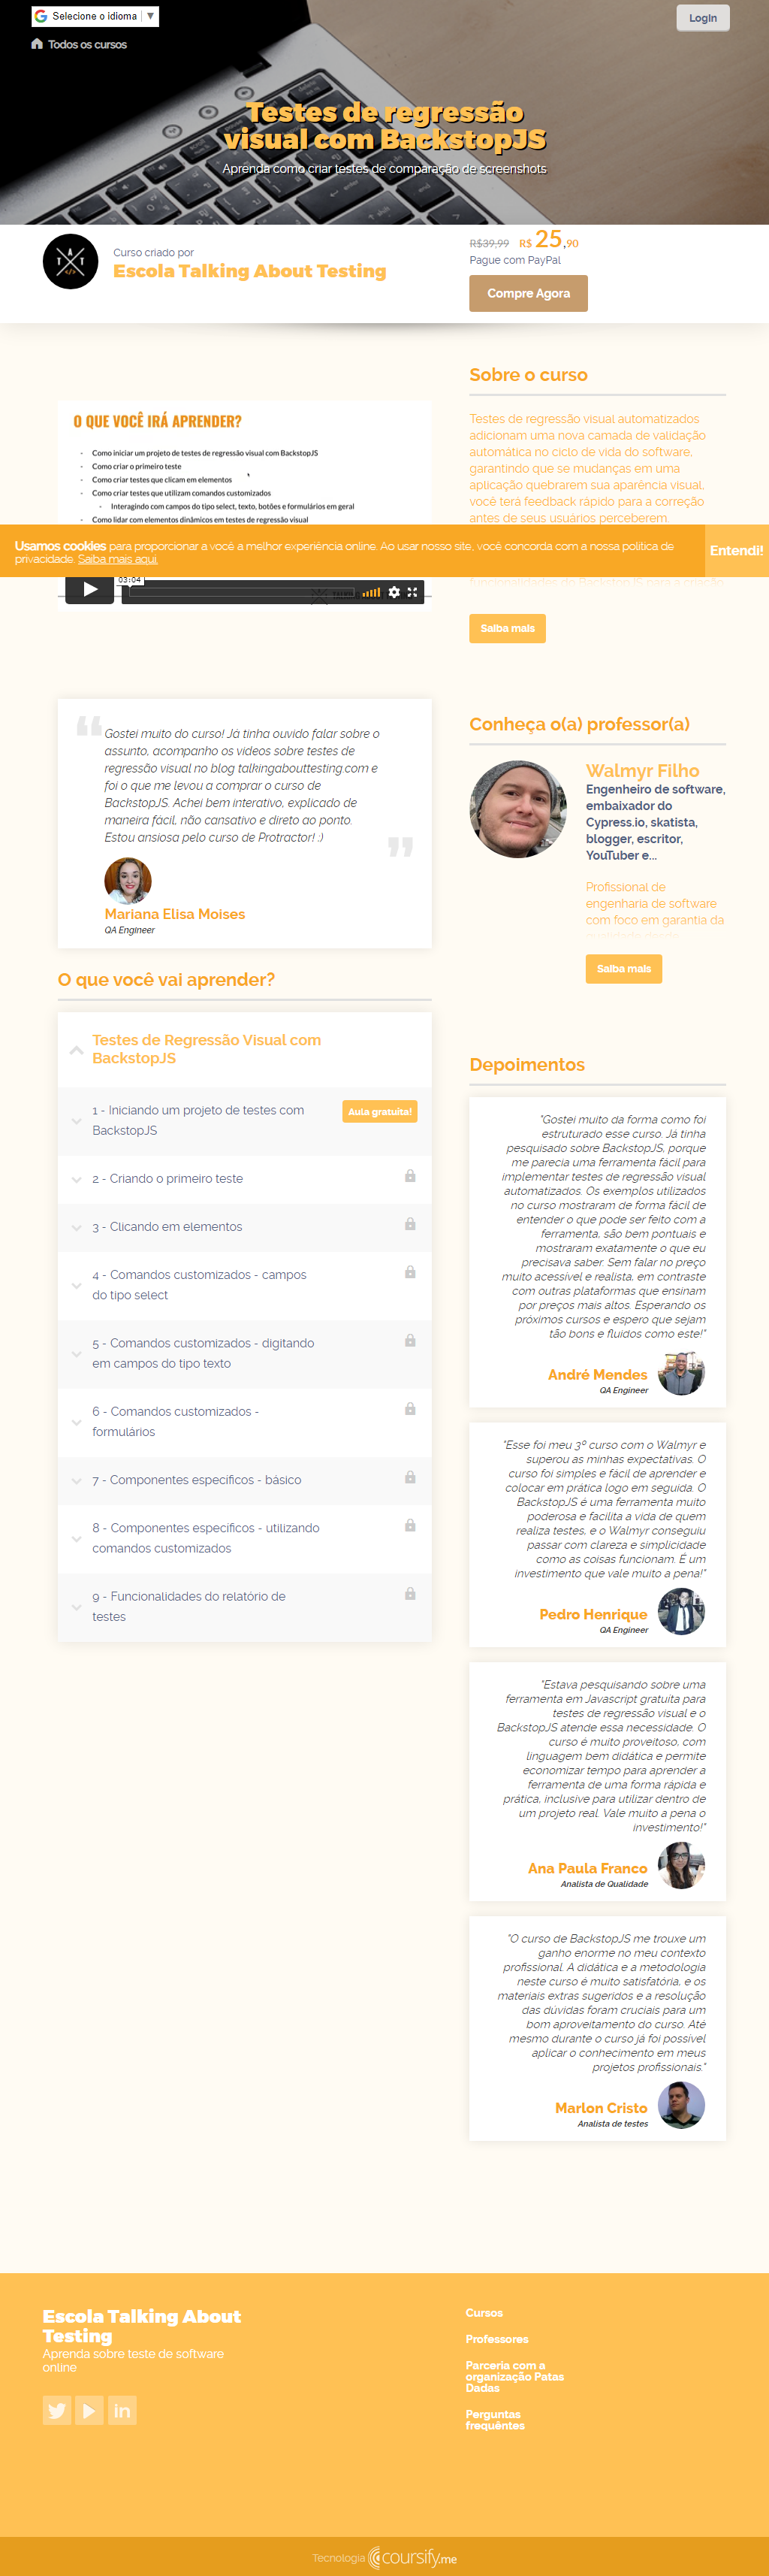 Selecione o idioma ▼
Login
Todos os cursos
Testes de regressão
visual com BackstopJS
Aprenda como criar testes de comparação de screenshots
Curso criado por
Escola Talking About Testing
R$39,99 R$ 25,90
Pague com PayPal
Compre Agora
O QUE VOCÊ IRÁ APRENDER?
- Como iniciar um projeto de testes de regressão visual com BackstopJS
- Como criar o primeiro teste
- Como criar testes que clicam em elementos
- Como criar testes que utilizam comandos customizados
- Interagindo com campos do tipo select, texto, botões e formulários em geral
- Como lidar com elementos dinâmicos em testes de regressão visual
03:04
Sobre o curso
Testes de regressão visual automatizados
adicionam uma nova camada de validação
automática no ciclo de vida do software,
garantindo que se mudanças em uma
aplicação quebrarem sua aparência visual,
você terá feedback rápido para a correção
antes de seus usuários perceberem.
Usamos cookies para proporcionar a você a melhor experiência online. Ao usar nosso site, você concorda com a nossa política de
privacidade. Saiba mais aqui.
Entendi!
Saiba mais
Gostei muito do curso! Já tinha ouvido falar sobre o
assunto, acompanho os vídeos sobre testes de
regressão visual no blog talkingabouttesting.com e
foi o que me levou a comprar o curso de
BackstopJS. Achei bem interativo, explicado de
maneira fácil, não cansativo e direto ao ponto.
Estou ansiosa pelo curso de Protractor! :)
Mariana Elisa Moises
QA Engineer
Conheça o(a) professor(a)
Walmyr Filho
Engenheiro de software,
embaixador do
Cypress.io, skatista,
blogger, escritor,
YouTuber e...
Profissional de
engenharia de software
com foco em garantia da
Saiba mais
O que você vai aprender?
Testes de Regressão Visual com
BackstopJS
1 - Iniciando um projeto de testes com
BackstopJS
Aula gratuita!
2 - Criando o primeiro teste
3 - Clicando em elementos
4 - Comandos customizados - campos
do tipo select
5 - Comandos customizados - digitando
em campos do tipo texto
6 - Comandos customizados -
formulários
7 - Componentes específicos - básico
8 - Componentes específicos - utilizando
comandos customizados
9 - Funcionalidades do relatório de
testes
Depoimentos
"Gostei muito da forma como foi
estruturado esse curso. Já tinha
pesquisado sobre BackstopJS, porque
me parecia uma ferramenta fácil para
implementar testes de regressão visual
automatizados. Os exemplos utilizados
no curso mostraram de forma fácil de
entender o que pode ser feito com a
ferramenta, são bem pontuais e
mostraram exatamente o que eu
precisava saber. Sem falar no preço
muito acessível e realista, em contraste
com outras plataformas que ensinam
por preços mais altos. Esperando os
próximos cursos e espero que sejam
tão bons e fluidos como este!"
André Mendes
QA Engineer
"Esse foi meu 3º curso com o Walmyr e
superou as minhas expectativas. O
curso foi simples e fácil de aprender e
colocar em prática logo em seguida. O
BackstopJS é uma ferramenta muito
poderosa e facilita a vida de quem
realiza testes, e o Walmyr conseguiu
passar com clareza e simplicidade
como as coisas funcionam. É um
investimento que vale muito a pena!"
Pedro Henrique
QA Engineer
"Estava pesquisando sobre uma
ferramenta em Javascript gratuita para
testes de regressão visual e o
BackstopJS atende essa necessidade. O
curso é muito proveitoso, com
linguagem bem didática e permite
economizar tempo para aprender a
ferramenta de uma forma rápida e
prática, inclusive para utilizar dentro de
um projeto real. Vale muito a pena o
investimento!"
Ana Paula Franco
Analista de Qualidade
"O curso de BackstopJS me trouxe um
ganho enorme no meu contexto
profissional. A didática e a metodologia
neste curso é muito satisfatória, e os
materiais extras sugeridos e a resolução
das dúvidas foram cruciais para um
bom aproveitamento do curso. Até
mesmo durante o curso já foi possível
aplicar o conhecimento em meus
projetos profissionais."
Marlon Cristo
Analista de testes
Escola Talking About
Testing
Aprenda sobre teste de software
online
Cursos
Professores
Parceria com a
organização Patas
Dadas
Perguntas
frequêntes
Tecnologia coursify.me